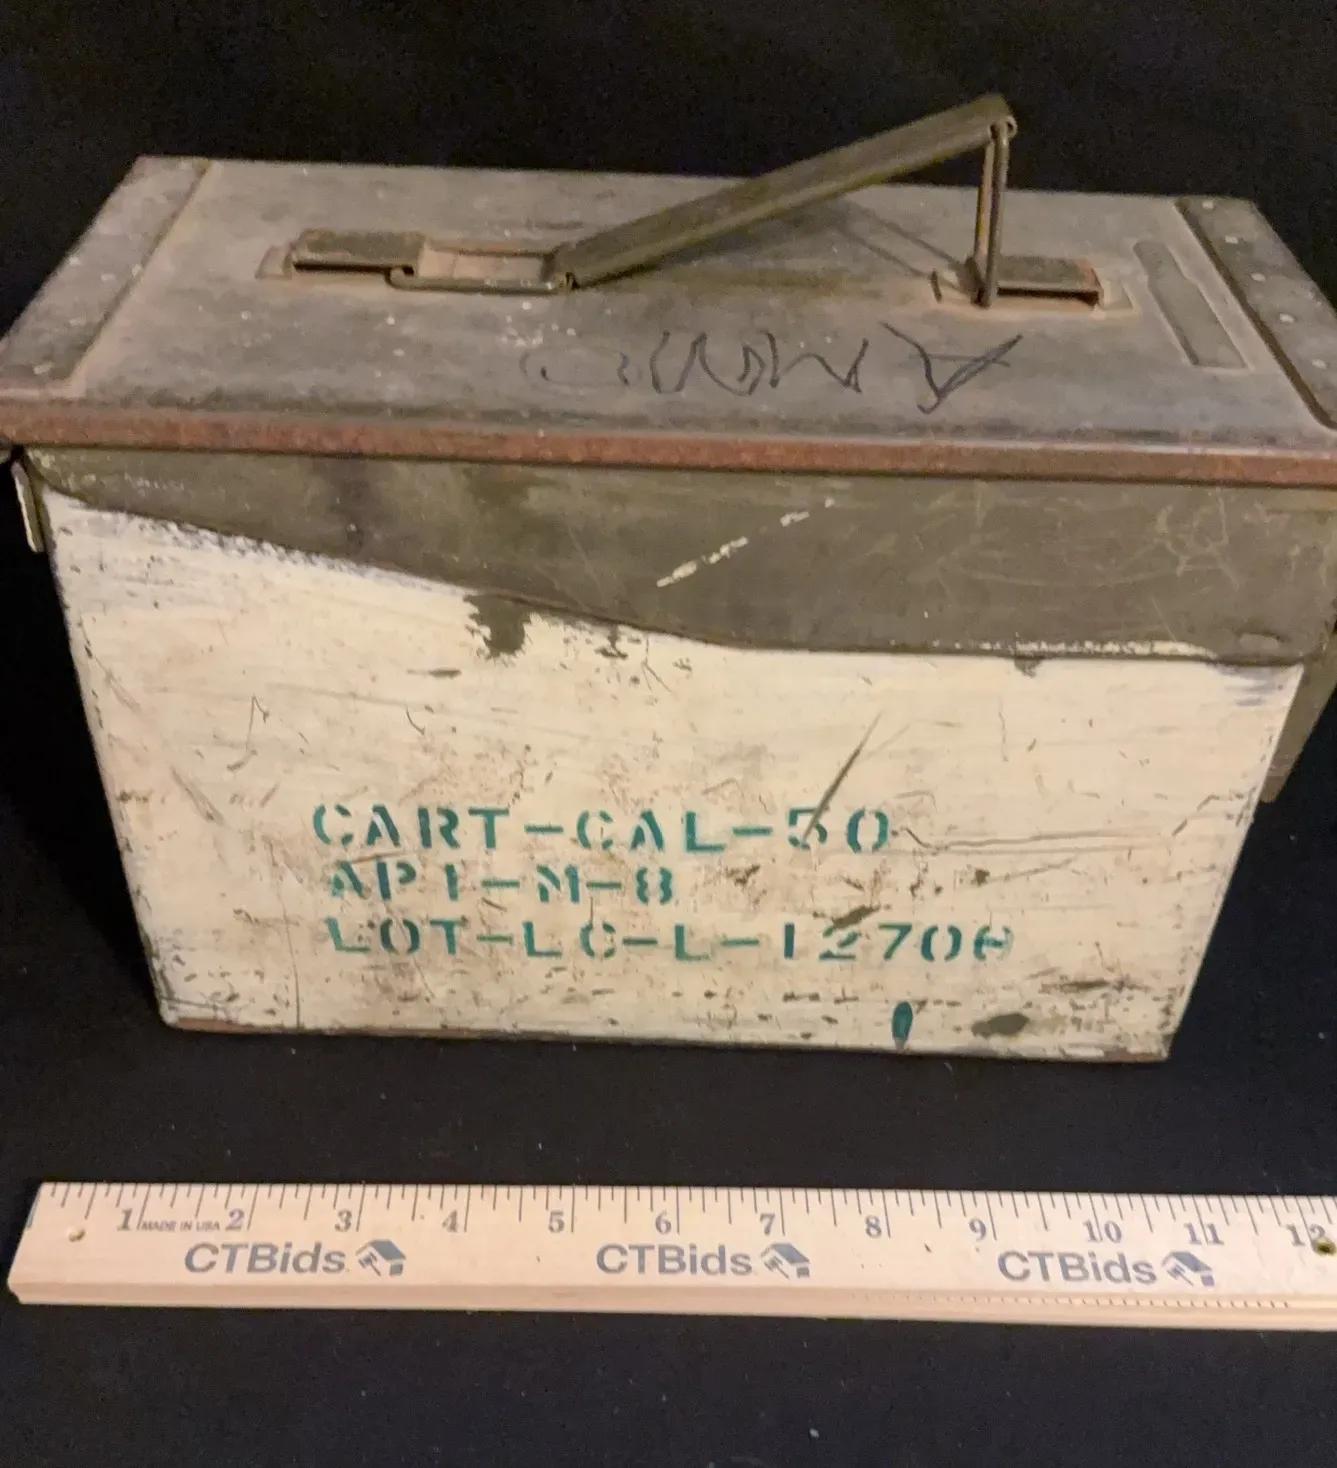 AMMO
CART-CAL-50
API-M-8
LOT-LC-L-12706
1 MADE IN USA 2 3 4 5 6 7 8 9 10 11 12
CTBids CTBids CTBids